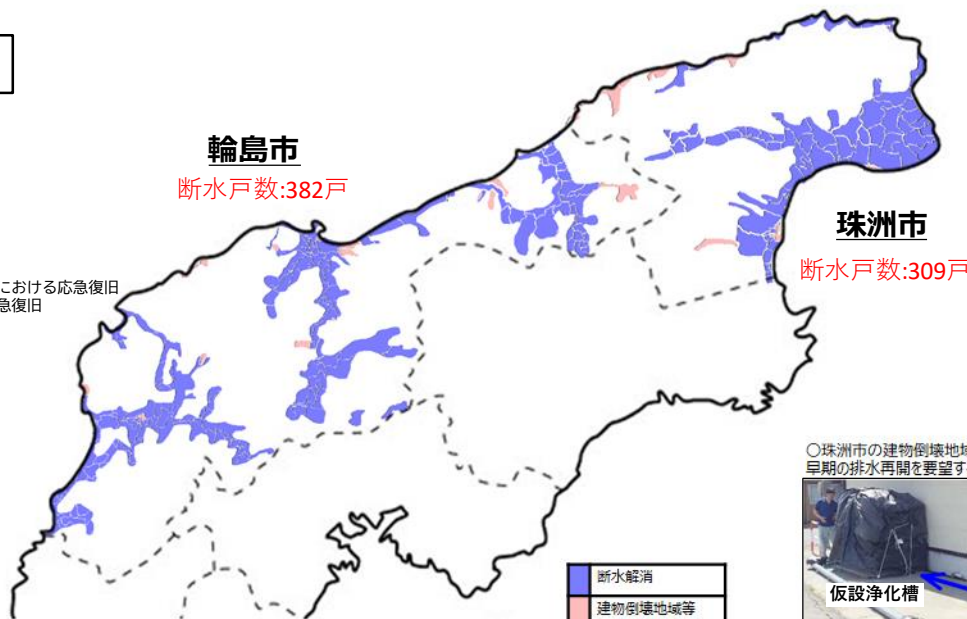 輪島市
断水戸数:382戸
珠洲市
断水戸数:309戸
における応急復旧
急復旧
○珠洲市の建物倒壊地域
早期の排水再開を要望す
仮設浄化槽
断水解消
建物倒壊地域等